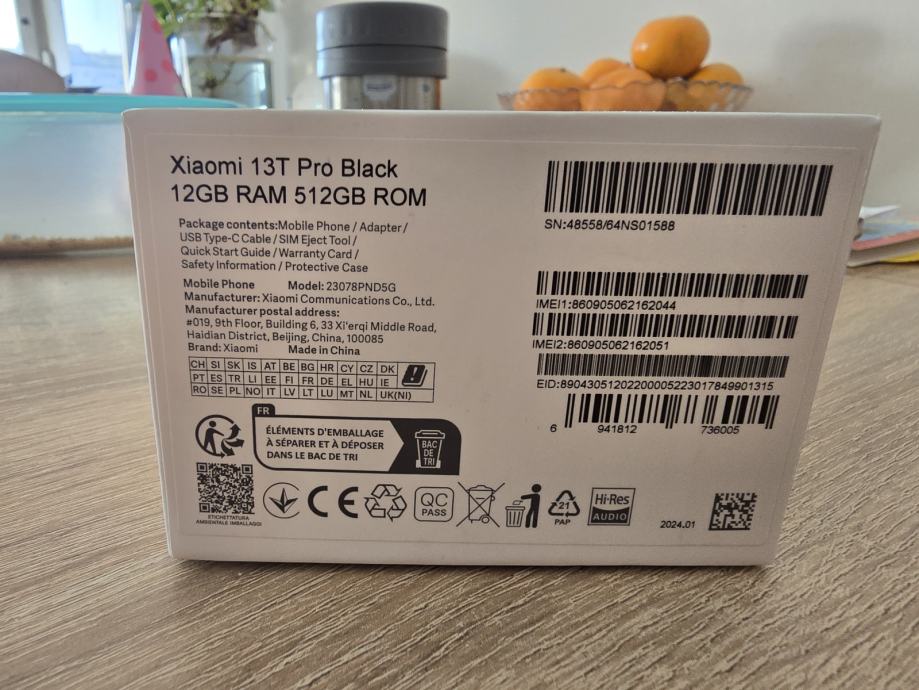 Xiaomi 13T Pro Black
12GB RAM 512GB ROM
Package contents:Mobile Phone / Adapter /
USB Type-C Cable / SIM Eject Tool /
Quick Start Guide / Warranty Card /
Safety Information / Protective Case
Mobile Phone Model: 23078PND5G
Manufacturer: Xiaomi Communications Co., Ltd.
Manufacturer postal address:
#019, 9th Floor, Building 6, 33 Xi'erqi Middle Road,
Haidian District, Beijing, China, 100085
Brand: Xiaomi Made in China
CH SI SK IS AT BE BG HR CY CZ DK
PT ES TR LI EE FI FR DE EL HU IE
RO SE PL NO IT LV LT LU MT NL UK(NI)
FR
ÉLÉMENTS D'EMBALLAGE
À SÉPARER ET À DÉPOSER
DANS LE BAC DE TRI
BAC
DE
TRI
ETICHETTATURA
AMBIENTALE IMBALLAGGI
CE
QC
PASS
21
PAP
Hi-Res
AUDIO
SN:48558/64NS01588
IMEI1:860905062162044
IMEI2:860905062162051
EID:89043051202200005223017849901315
6 941812 736005
2024.01